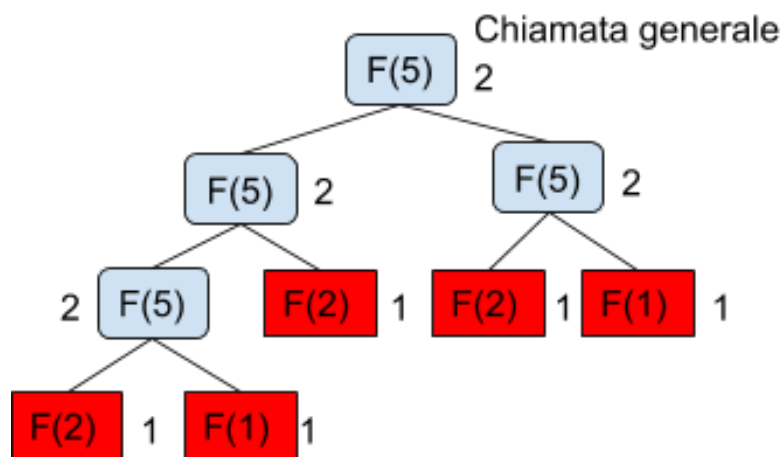 Chiamata generale
F(5) 2
F(5) 2 F(5) 2
2 F(5) F(2) 1 F(2) 1 F(1) 1
F(2) 1 F(1) 1